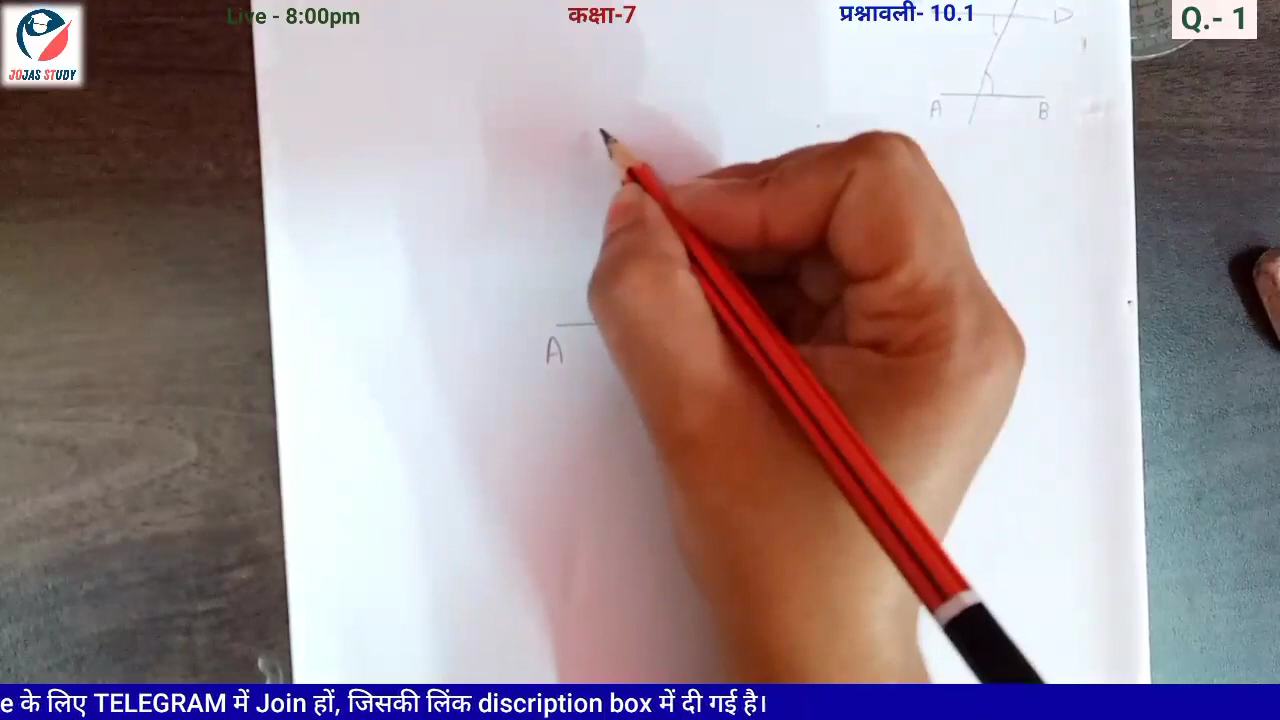 Live - 8:00pm
कक्षा-7
प्रश्नावली- 10.1
Q.- 1
JOJAS STUDY
D
A B
A
e के लिए TELEGRAM में Join हों, जिसकी लिंक discription box में दी गई है।